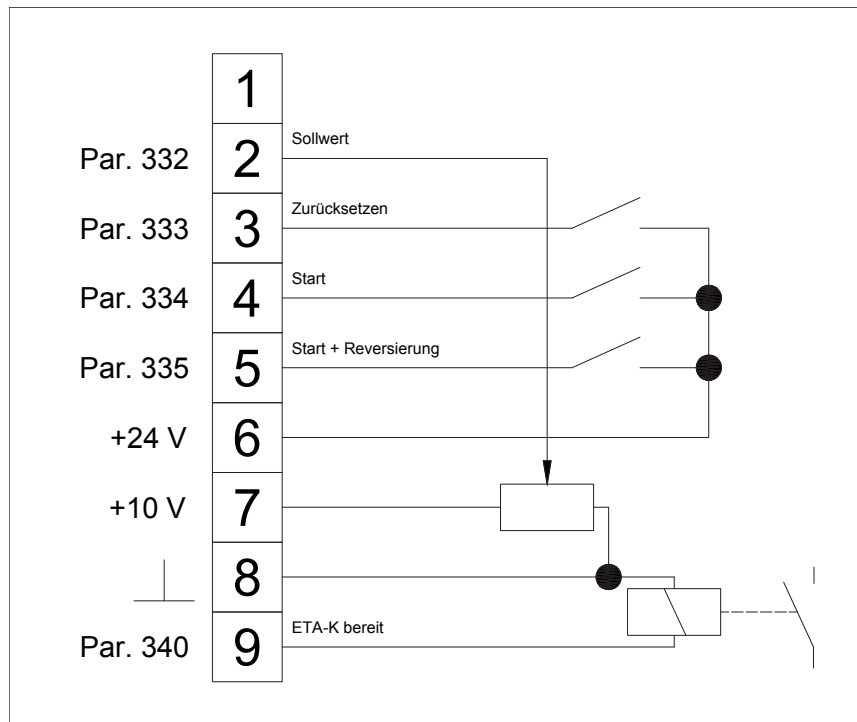 1
Par. 332 2 Sollwert
Par. 333 3 Zurücksetzen
Par. 334 4 Start
Par. 335 5 Start + Reversierung
+24 V 6
+10 V 7
8
Par. 340 9 ETA-K bereit